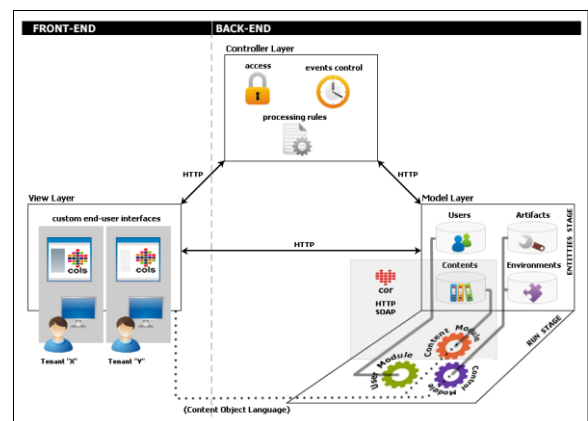 FRONT-END
BACK-END
Controller Layer
access
events control
processing rules
HTTP
HTTP
View Layer
Model Layer
custom end-user interfaces
Users
Artifacts
HTTP
cols
cols
Contents
Environments
cor
HTTP
SOAP
ENTITTIES STAGE
RUN STAGE
Content Module
User Module
Control Module
Tenant "X"
Tenant "Y"
(Content Object Language)